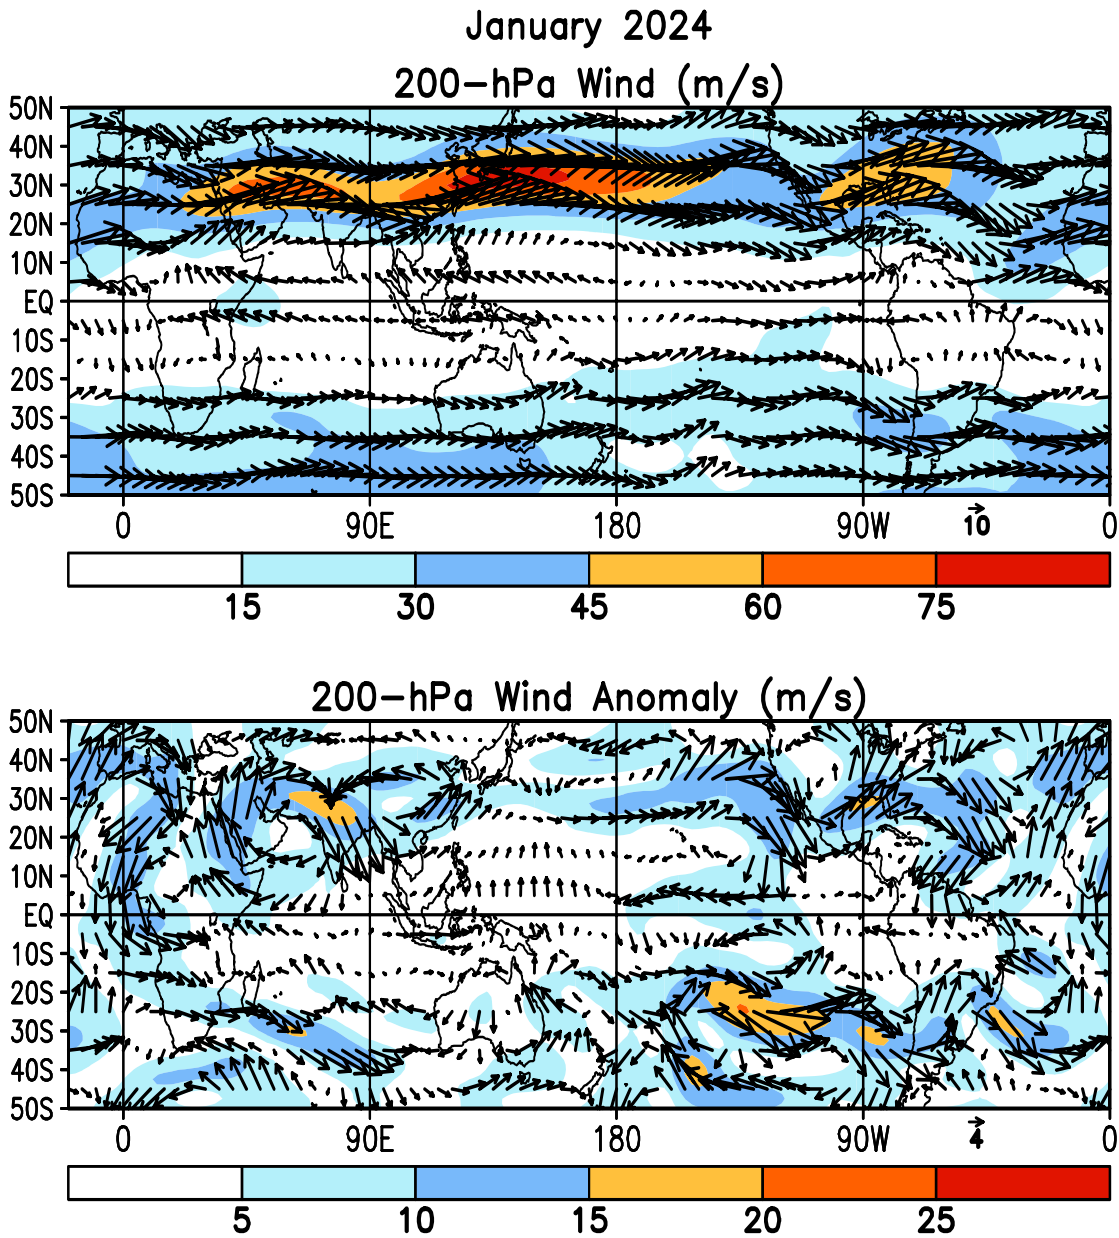 January 2024
200-hPa Wind (m/s)
50N
40N
30N
20N
10N
EQ
10S
20S
30S
40S
50S
0 90E 180 90W 10 0
15 30 45 60 75
200-hPa Wind Anomaly (m/s)
50N
40N
30N
20N
10N
EQ
10S
20S
30S
40S
50S
0 90E 180 90W 4 0
5 10 15 20 25